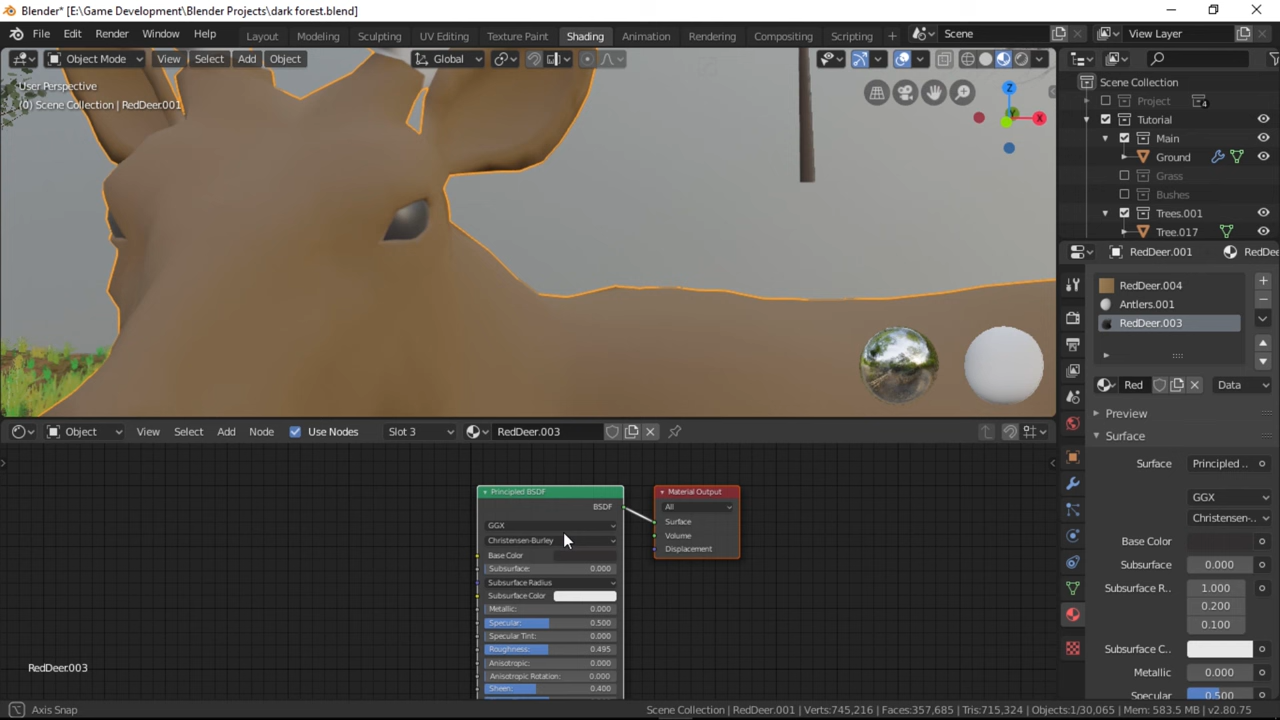 Blender* [E:\Game Development\Blender Projects\dark forest.blend]
File Edit Render Window Help Layout Modeling Sculpting UV Editing Texture Paint Shading Animation Rendering Compositing Scripting + Scene View Layer
Object Mode View Select Add Object Global
User Perspective
(0) Scene Collection | RedDeer.001
Z
Y
X
Scene Collection
Project 4
Tutorial
Main
Ground
Grass
Bushes
Trees.001
Tree.017
RedDeer.001 RedDee
RedDeer.004
Antlers.001
RedDeer.003
Red Data
Preview
Surface
Surface Principled ..
GGX
Christensen-..
Base Color
Subsurface 0.000
Subsurface R.. 1.000
0.200
0.100
Subsurface C..
Metallic 0.000
Specular 0.500
Object View Select Add Node Use Nodes Slot 3 RedDeer.003
Principled BSDF
BSDF
GGX
Christensen-Burley
Base Color
Subsurface: 0.000
Subsurface Radius
Subsurface Color
Metallic: 0.000
Specular: 0.500
Specular Tint: 0.000
Roughness: 0.495
Anisotropic: 0.000
Anisotropic Rotation: 0.000
Sheen: 0.400
Material Output
All
Surface
Volume
Displacement
RedDeer.003
Axis Snap
Scene Collection | RedDeer.001 | Verts:745,216 | Faces:357,685 | Tris:715,324 | Objects:1/30,065 | Mem: 583.5 MB | v2.80.75